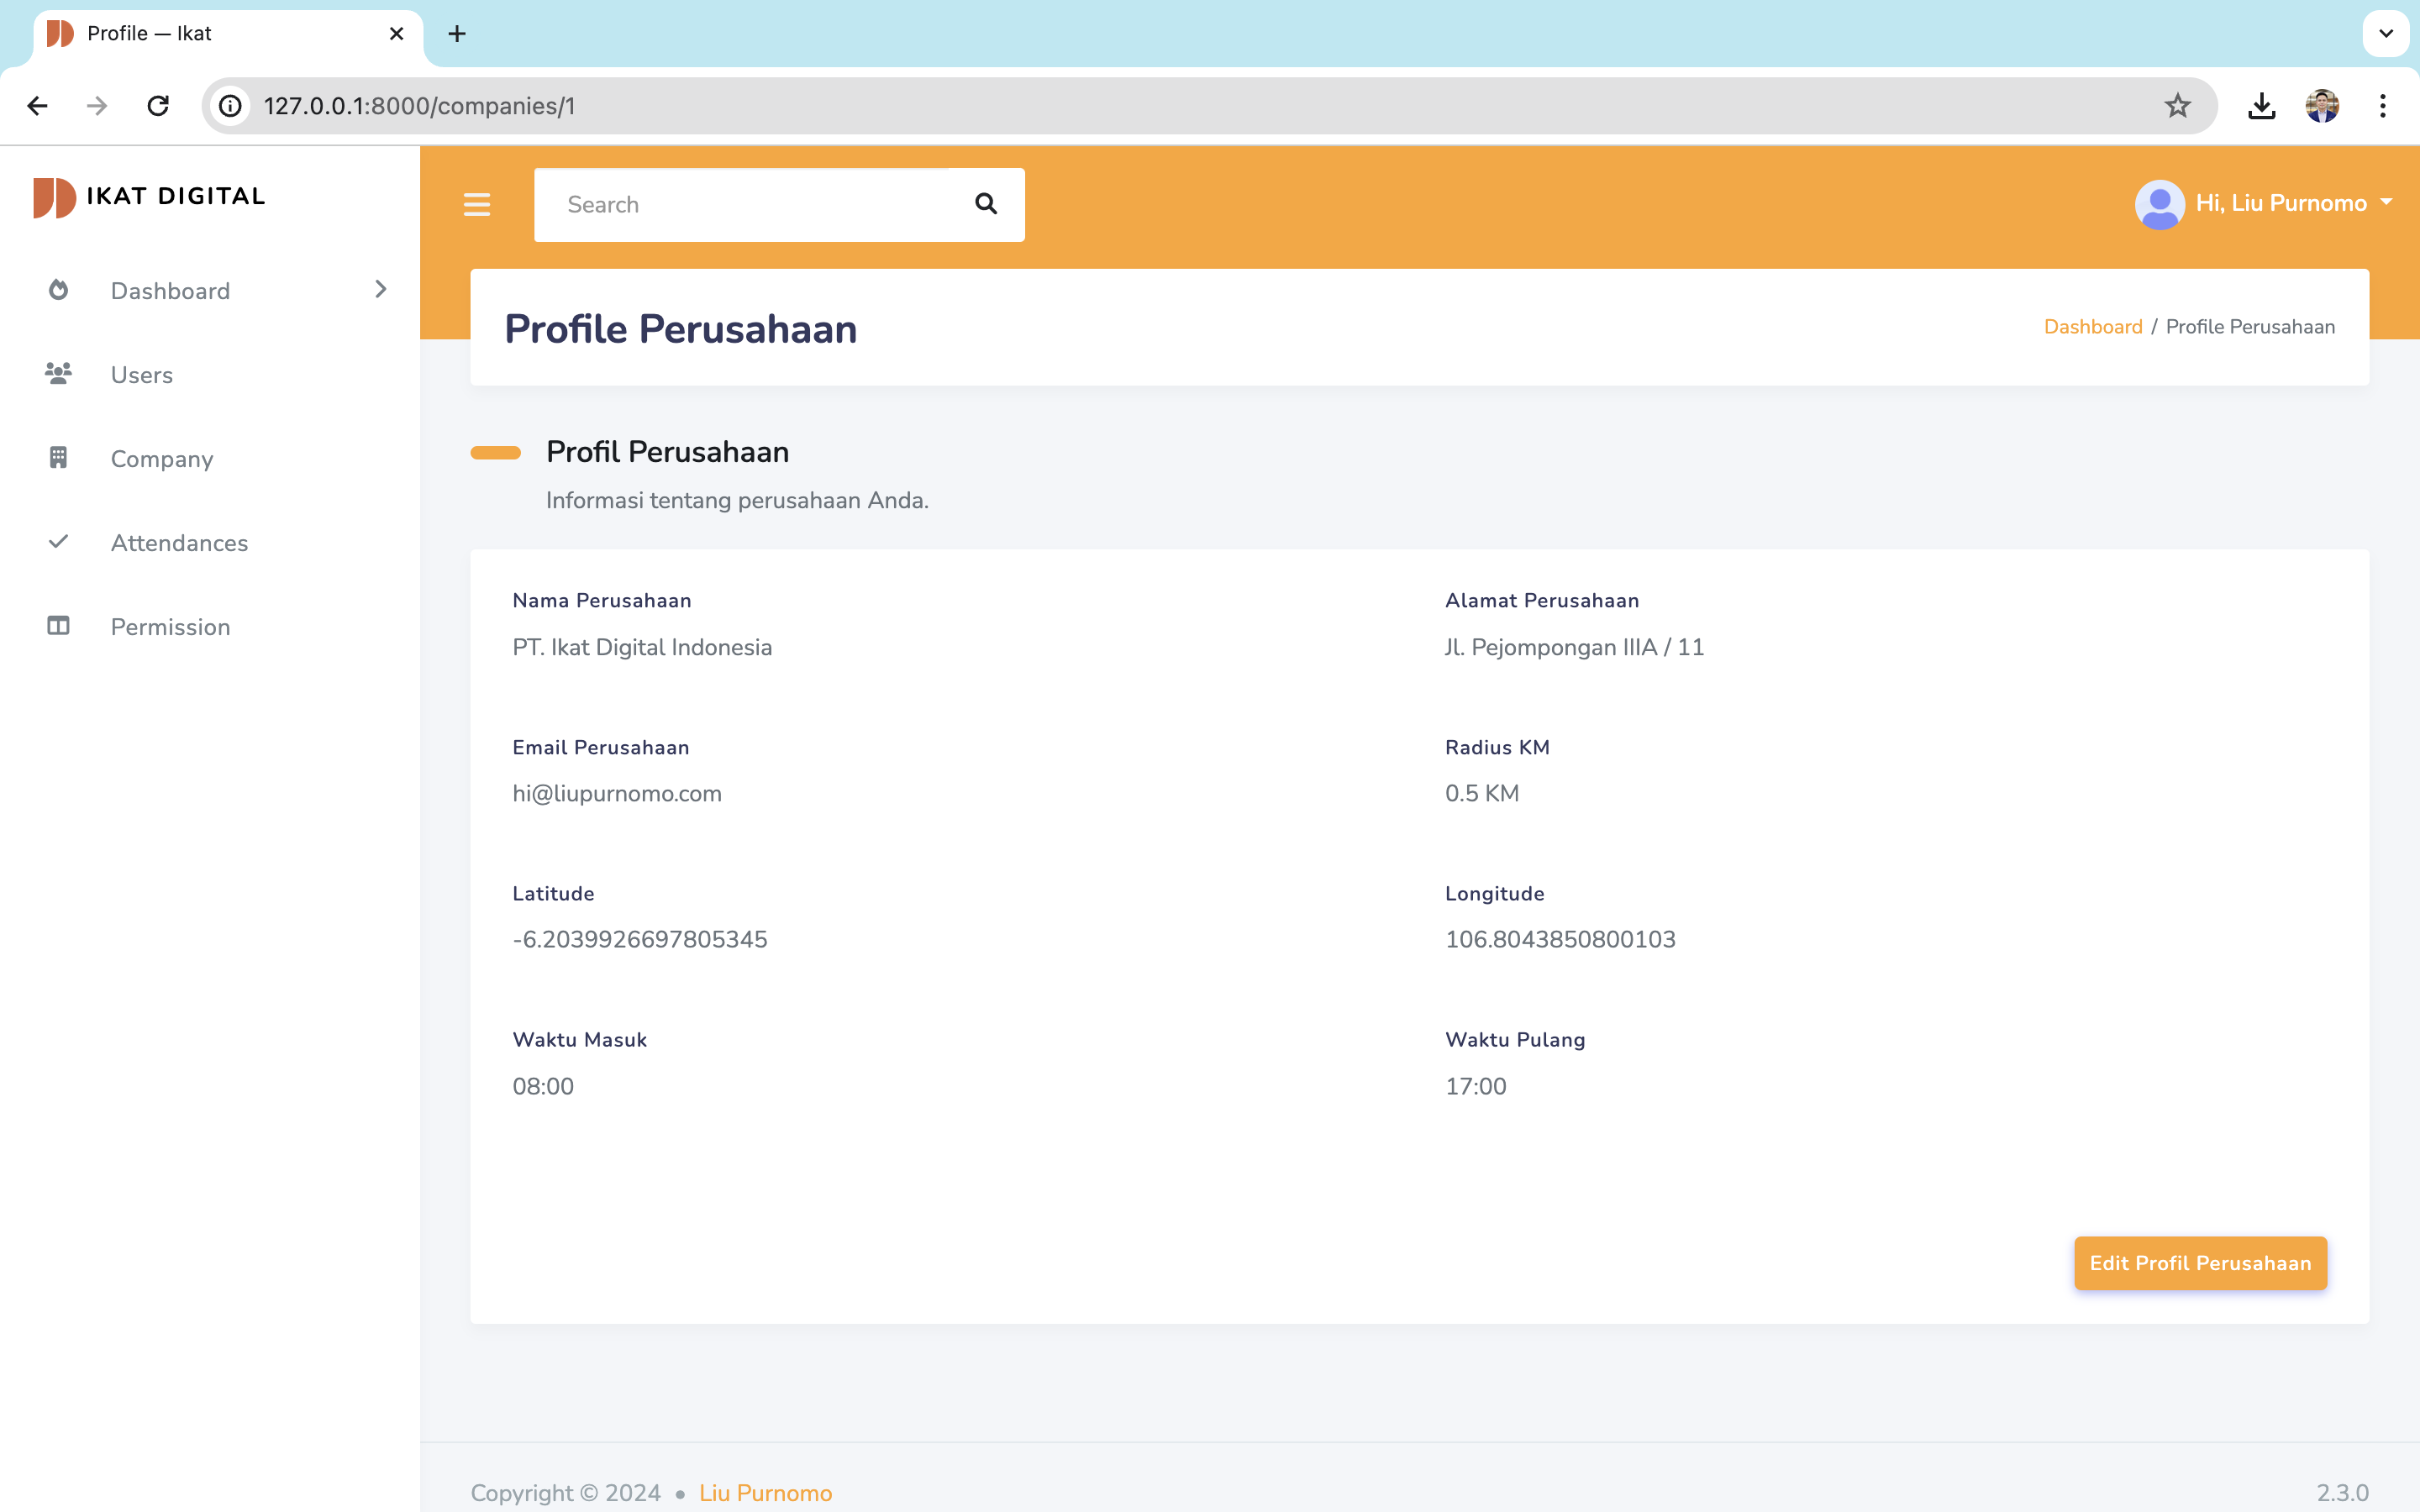 Profile — Ikat
127.0.0.1:8000/companies/1
IKAT DIGITAL
Search
Hi, Liu Purnomo
Dashboard
Users
Company
Attendances
Permission
Profile Perusahaan
Dashboard / Profile Perusahaan
Profil Perusahaan
Informasi tentang perusahaan Anda.
Nama Perusahaan
PT. Ikat Digital Indonesia
Alamat Perusahaan
Jl. Pejompongan IIIA / 11
Email Perusahaan
hi@liupurnomo.com
Radius KM
0.5 KM
Latitude
-6.2039926697805345
Longitude
106.8043850800103
Waktu Masuk
08:00
Waktu Pulang
17:00
Edit Profil Perusahaan
Copyright © 2024 • Liu Purnomo
2.3.0